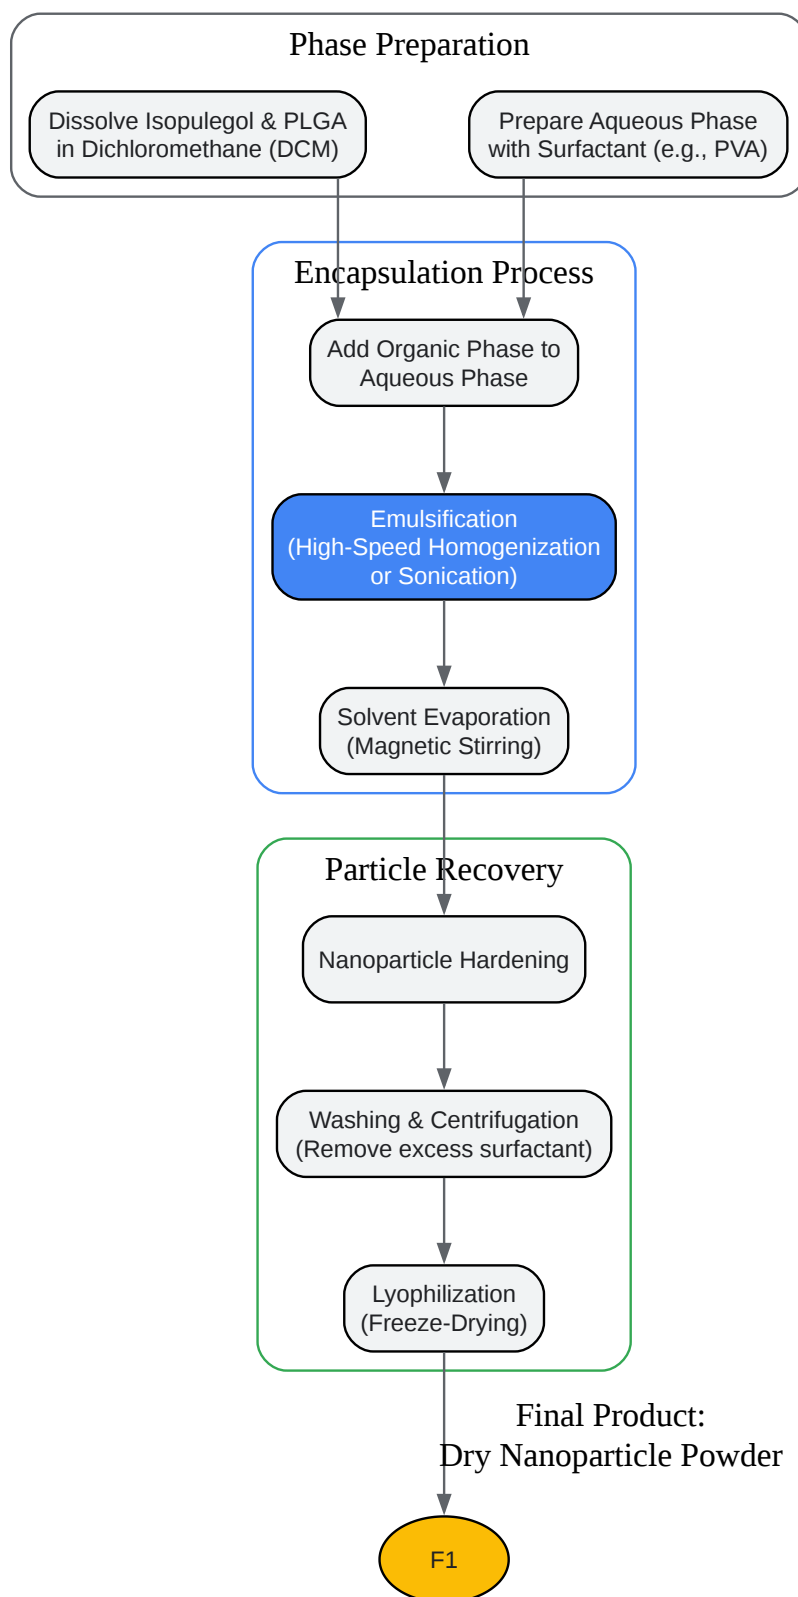 Phase Preparation
Dissolve Isopulegol & PLGA
in Dichloromethane (DCM)
Prepare Aqueous Phase
with Surfactant (e.g., PVA)
Encapsulation Process
Add Organic Phase to
Aqueous Phase
Emulsification
(High-Speed Homogenization
or Sonication)
Solvent Evaporation
(Magnetic Stirring)
Particle Recovery
Nanoparticle Hardening
Washing & Centrifugation
(Remove excess surfactant)
Lyophilization
(Freeze-Drying)
Final Product:
Dry Nanoparticle Powder
F1